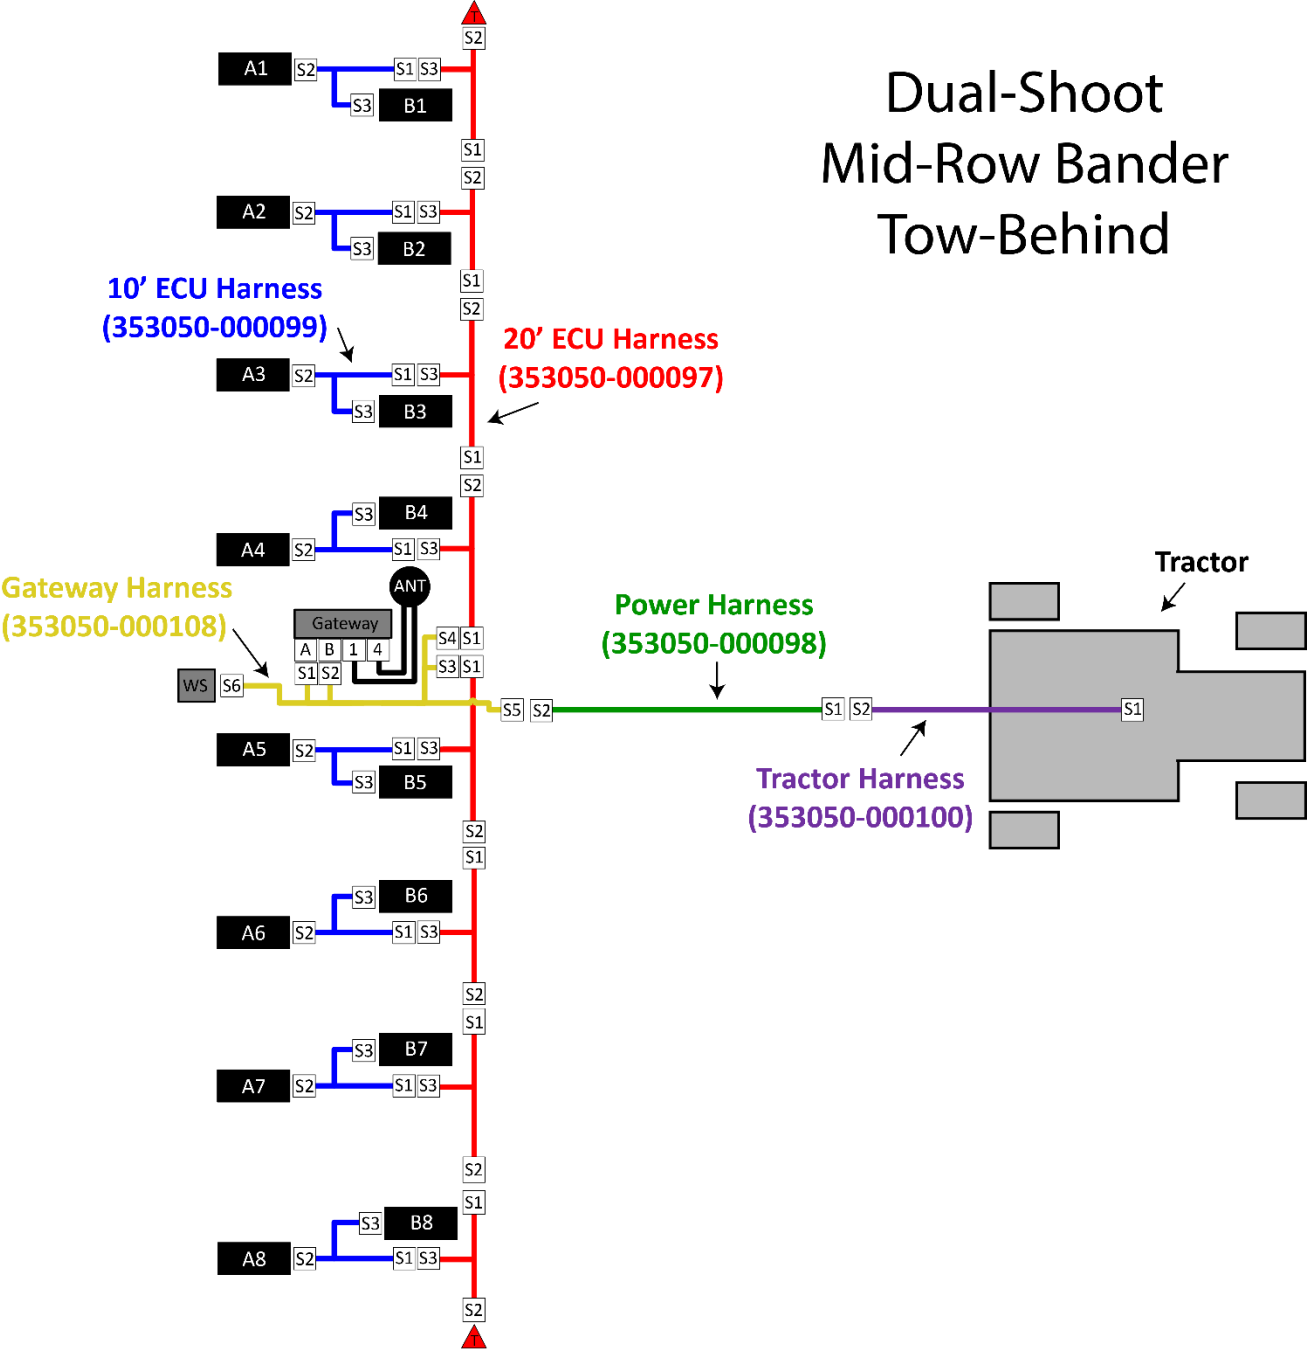 T
S2
A1 S2 S1 S3
S3 B1
Dual-Shoot
Mid-Row Bander
Tow-Behind
S1
S2
A2 S2 S1 S3
S3 B2
S1
S2
10’ ECU Harness
(353050-000099)
20’ ECU Harness
(353050-000097)
A3 S2 S1 S3
S3 B3
S1
S2
S3 B4
A4 S2 S1 S3
ANT
Gateway Harness
(353050-000108)
Gateway
A B 1 4
S1 S2
S4 S1
S3 S1
WS S6
S5 S2
Power Harness
(353050-000098)
S1 S2
S1
Tractor
Tractor Harness
(353050-000100)
A5 S2 S1 S3
S3 B5
S2
S1
S3 B6
A6 S2 S1 S3
S2
S1
S3 B7
A7 S2 S1 S3
S2
S1
S3 B8
A8 S2 S1 S3
S2
T